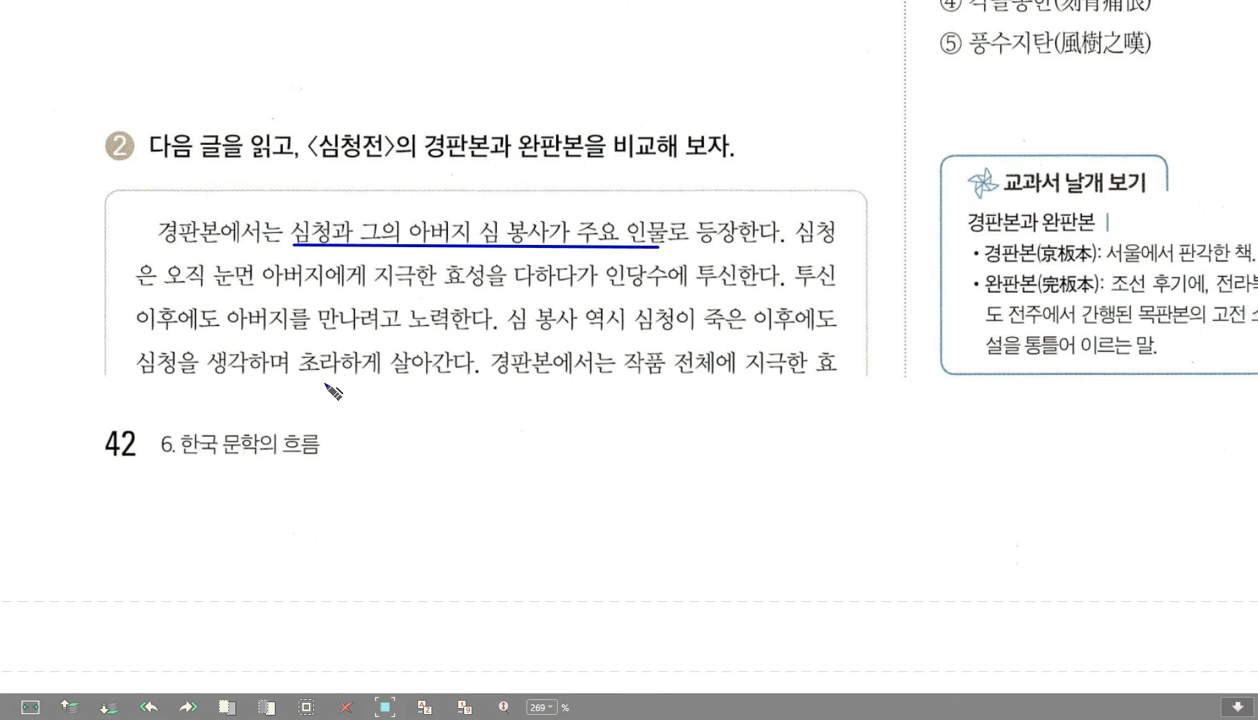 ⑤ 풍수지탄(風樹之嘆)
2 다음 글을 읽고, 〈심청전〉의 경판본과 완판본을 비교해 보자.
경판본에서는 심청과 그의 아버지 심 봉사가 주요 인물로 등장한다. 심청
은 오직 눈먼 아버지에게 지극한 효성을 다하다가 인당수에 투신한다. 투신
이후에도 아버지를 만나려고 노력한다. 심 봉사 역시 심청이 죽은 이후에도
심청을 생각하며 초라하게 살아간다. 경판본에서는 작품 전체에 지극한 효
교과서 날개 보기
경판본과 완판본 |
• 경판본(京板本): 서울에서 판각한 책.
• 완판본(完板本): 조선 후기에, 전라
도 전주에서 간행된 목판본의 고전
설을 통틀어 이르는 말.
42 6. 한국 문학의 흐름
269 %